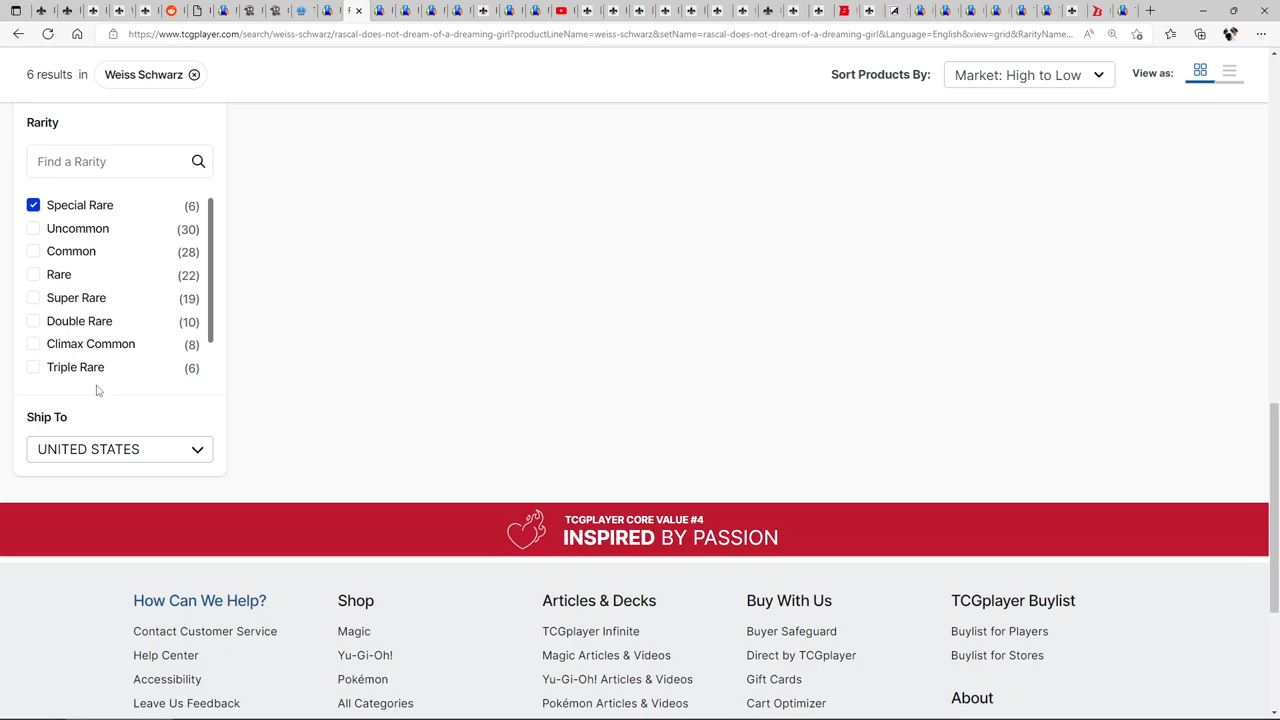 https://www.tcgplayer.com/search/weiss-schwarz/rascal-does-not-dream-of-a-dreaming-girl?productLineName=weiss-schwarz&setName=rascal-does-not-dream-of-a-dreaming-girl&Language=English&view=grid&RarityName...
6 results in Weiss Schwarz
Sort Products By: Market: High to Low View as:
Rarity
Find a Rarity
Special Rare (6)
Uncommon (30)
Common (28)
Rare (22)
Super Rare (19)
Double Rare (10)
Climax Common (8)
Triple Rare (6)
Ship To
UNITED STATES
TCGPLAYER CORE VALUE #4
INSPIRED BY PASSION
How Can We Help?
Contact Customer Service
Help Center
Accessibility
Leave Us Feedback
Shop
Magic
Yu-Gi-Oh!
Pokémon
All Categories
Articles & Decks
TCGplayer Infinite
Magic Articles & Videos
Yu-Gi-Oh! Articles & Videos
Pokémon Articles & Videos
Buy With Us
Buyer Safeguard
Direct by TCGplayer
Gift Cards
Cart Optimizer
TCGplayer Buylist
Buylist for Players
Buylist for Stores
About